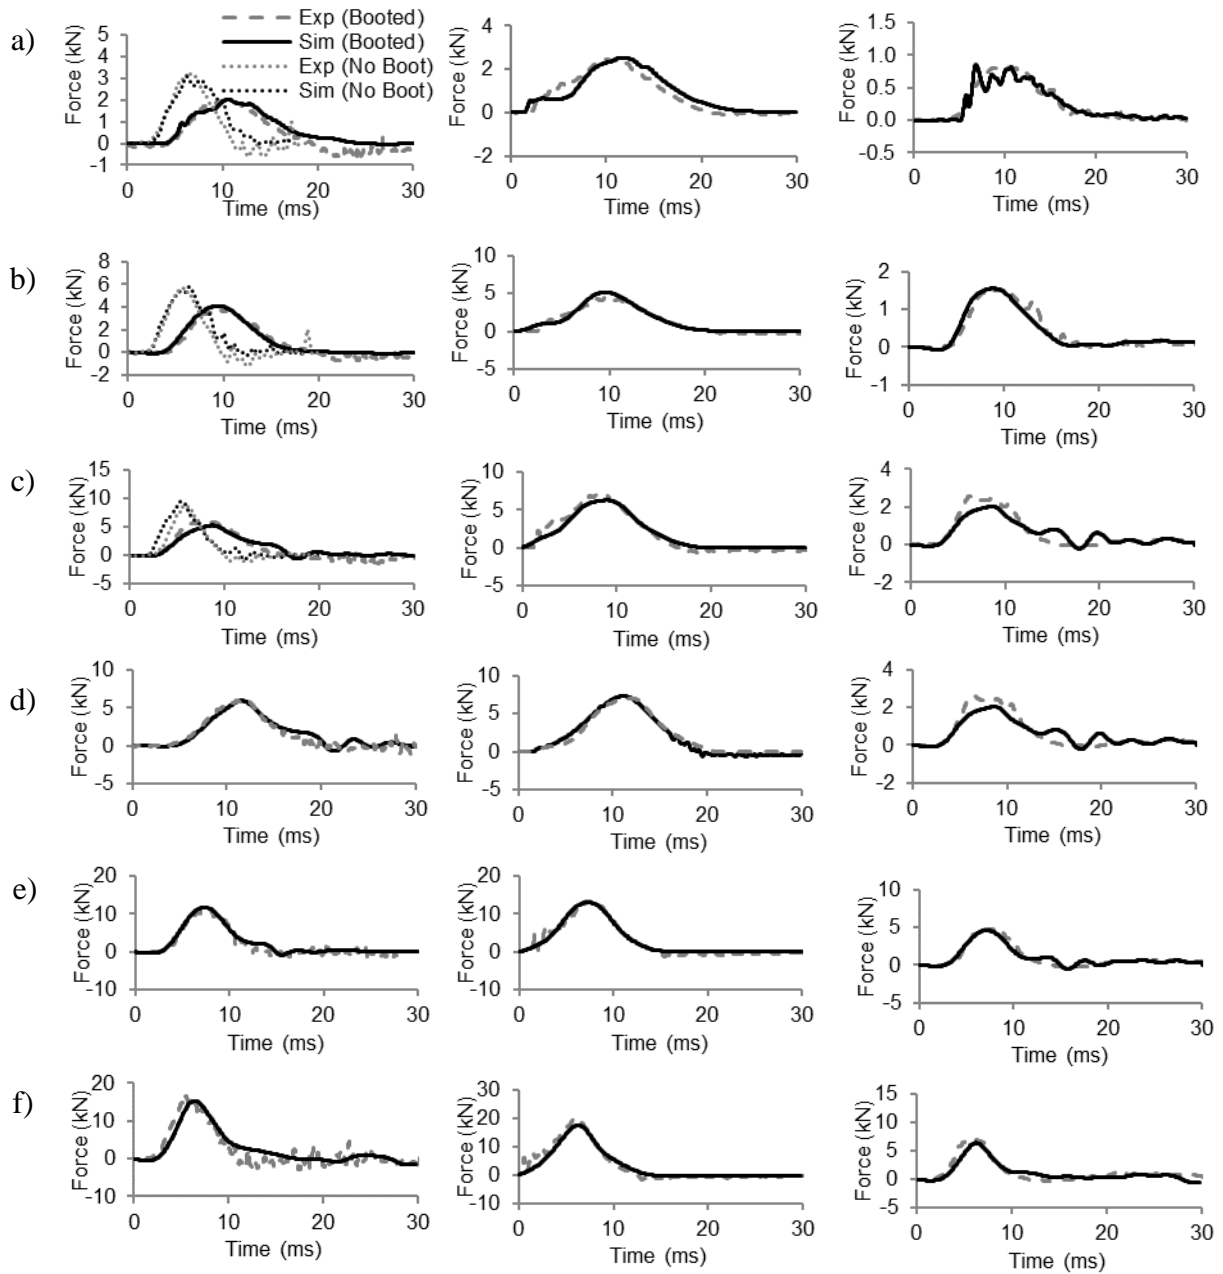 a)
Exp (Booted)
Sim (Booted)
Exp (No Boot)
Sim (No Boot)
Force (kN)
5
4
3
2
1
0
-1
0 10 20 30
Time (ms)
Force (kN)
4
2
0
-2
0 10 20 30
Time (ms)
Force (kN)
1.5
1.0
0.5
0.0
-0.5
0 10 20 30
Time (ms)
b)
Force (kN)
8
6
4
2
0
-2
0 10 20 30
Time (ms)
Force (kN)
10
5
0
-5
0 10 20 30
Time (ms)
Force (kN)
2
1
0
-1
0 10 20 30
Time (ms)
c)
Force (kN)
15
10
5
0
-5
0 10 20 30
Time (ms)
Force (kN)
10
5
0
-5
0 10 20 30
Time (ms)
Force (kN)
4
2
0
-2
0 10 20 30
Time (ms)
d)
Force (kN)
10
5
0
-5
0 10 20 30
Time (ms)
Force (kN)
10
5
0
-5
0 10 20 30
Time (ms)
Force (kN)
4
2
0
-2
0 10 20 30
Time (ms)
e)
Force (kN)
20
10
0
-10
0 10 20 30
Time (ms)
Force (kN)
20
10
0
-10
0 10 20 30
Time (ms)
Force (kN)
10
5
0
-5
0 10 20 30
Time (ms)
f)
Force (kN)
20
10
0
-10
0 10 20 30
Time (ms)
Force (kN)
30
20
10
0
-10
0 10 20 30
Time (ms)
Force (kN)
15
10
5
0
-5
0 10 20 30
Time (ms)